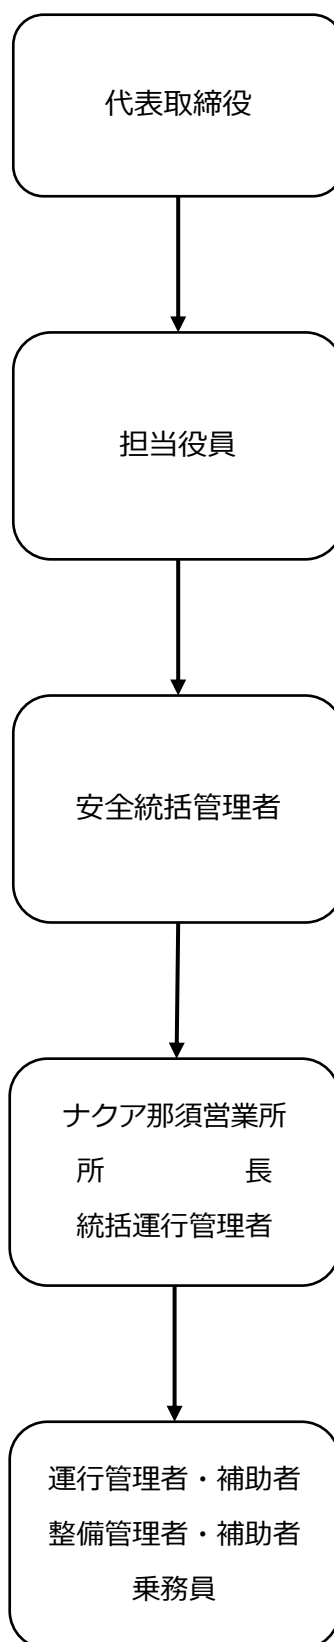 代表取締役
担当役員
安全統括管理者
ナクア那須営業所
所　　　　　長
統括運行管理者
運行管理者・補助者
整備管理者・補助者
乗務員